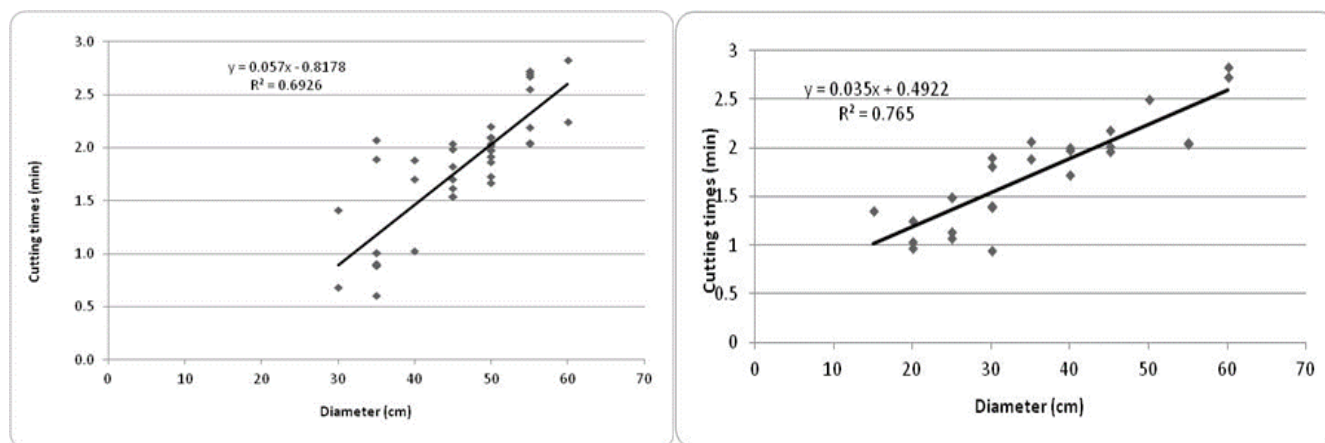 3.0
y = 0.057x - 0.8178
R² = 0.6926
2.5
2.0
Cutting times (min)
1.5
1.0
0.5
0.0
0 10 20 30 40 50 60 70
Diameter (cm)
3
y = 0.035x + 0.4922
R² = 0.765
2.5
2
Cutting times (min)
1.5
1
0.5
0
0 10 20 30 40 50 60 70
Diameter (cm)